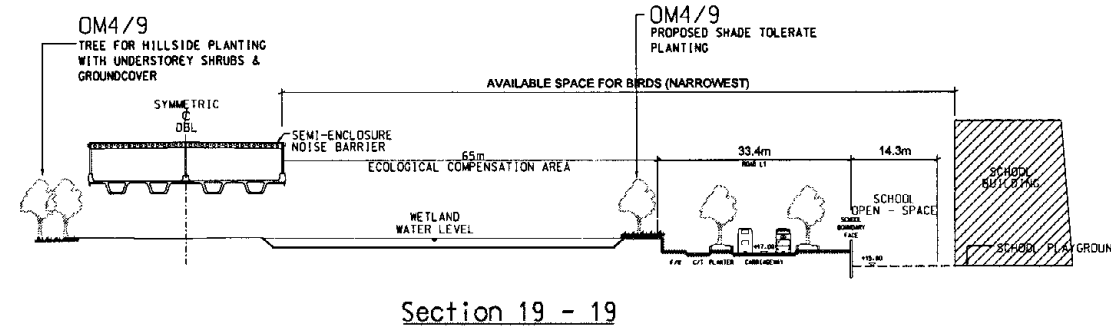 OM4/9
TREE FOR HILLSIDE PLANTING
WITH UNDERSTOREY SHRUBS &
GROUNDCOVER
OM4/9
PROPOSED SHADE TOLERATE
PLANTING
AVAILABLE SPACE FOR BIRDS (NARROWEST)
SYMMETRIC
℄
DBL
SEMI-ENCLOSURE
NOISE BARRIER
65m
ECOLOGICAL COMPENSATION AREA
33.4m
ROAD L1
14.3m
SCHOOL
OPEN - SPACE
SCHOOL
BUILDING
WETLAND
WATER LEVEL
SCHOOL
BOUNDARY
FACE
C/T
PLANTER
CARRIAGEWAY
SCHOOL PLAYGROUN
Section 19 - 19